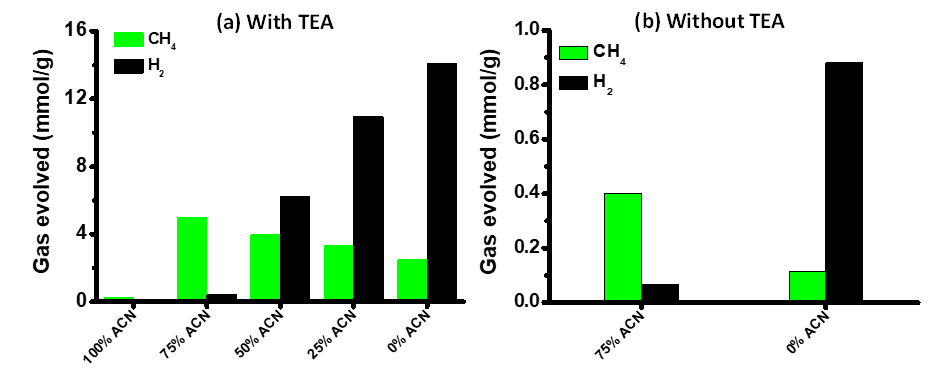 (a) With TEA
CH4
H2
Gas evolved (mmol/g)
16
12
8
4
0
100% ACN
75% ACN
50% ACN
25% ACN
0% ACN
(b) Without TEA
CH4
H2
Gas evolved (mmol/g)
1.0
0.8
0.6
0.4
0.2
0.0
75% ACN
0% ACN